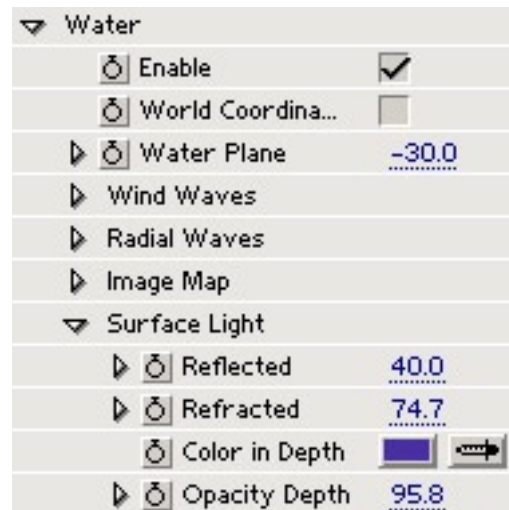 Water
Enable
World Coordina...
Water Plane -30.0
Wind Waves
Radial Waves
Image Map
Surface Light
Reflected 40.0
Refracted 74.7
Color in Depth
Opacity Depth 95.8